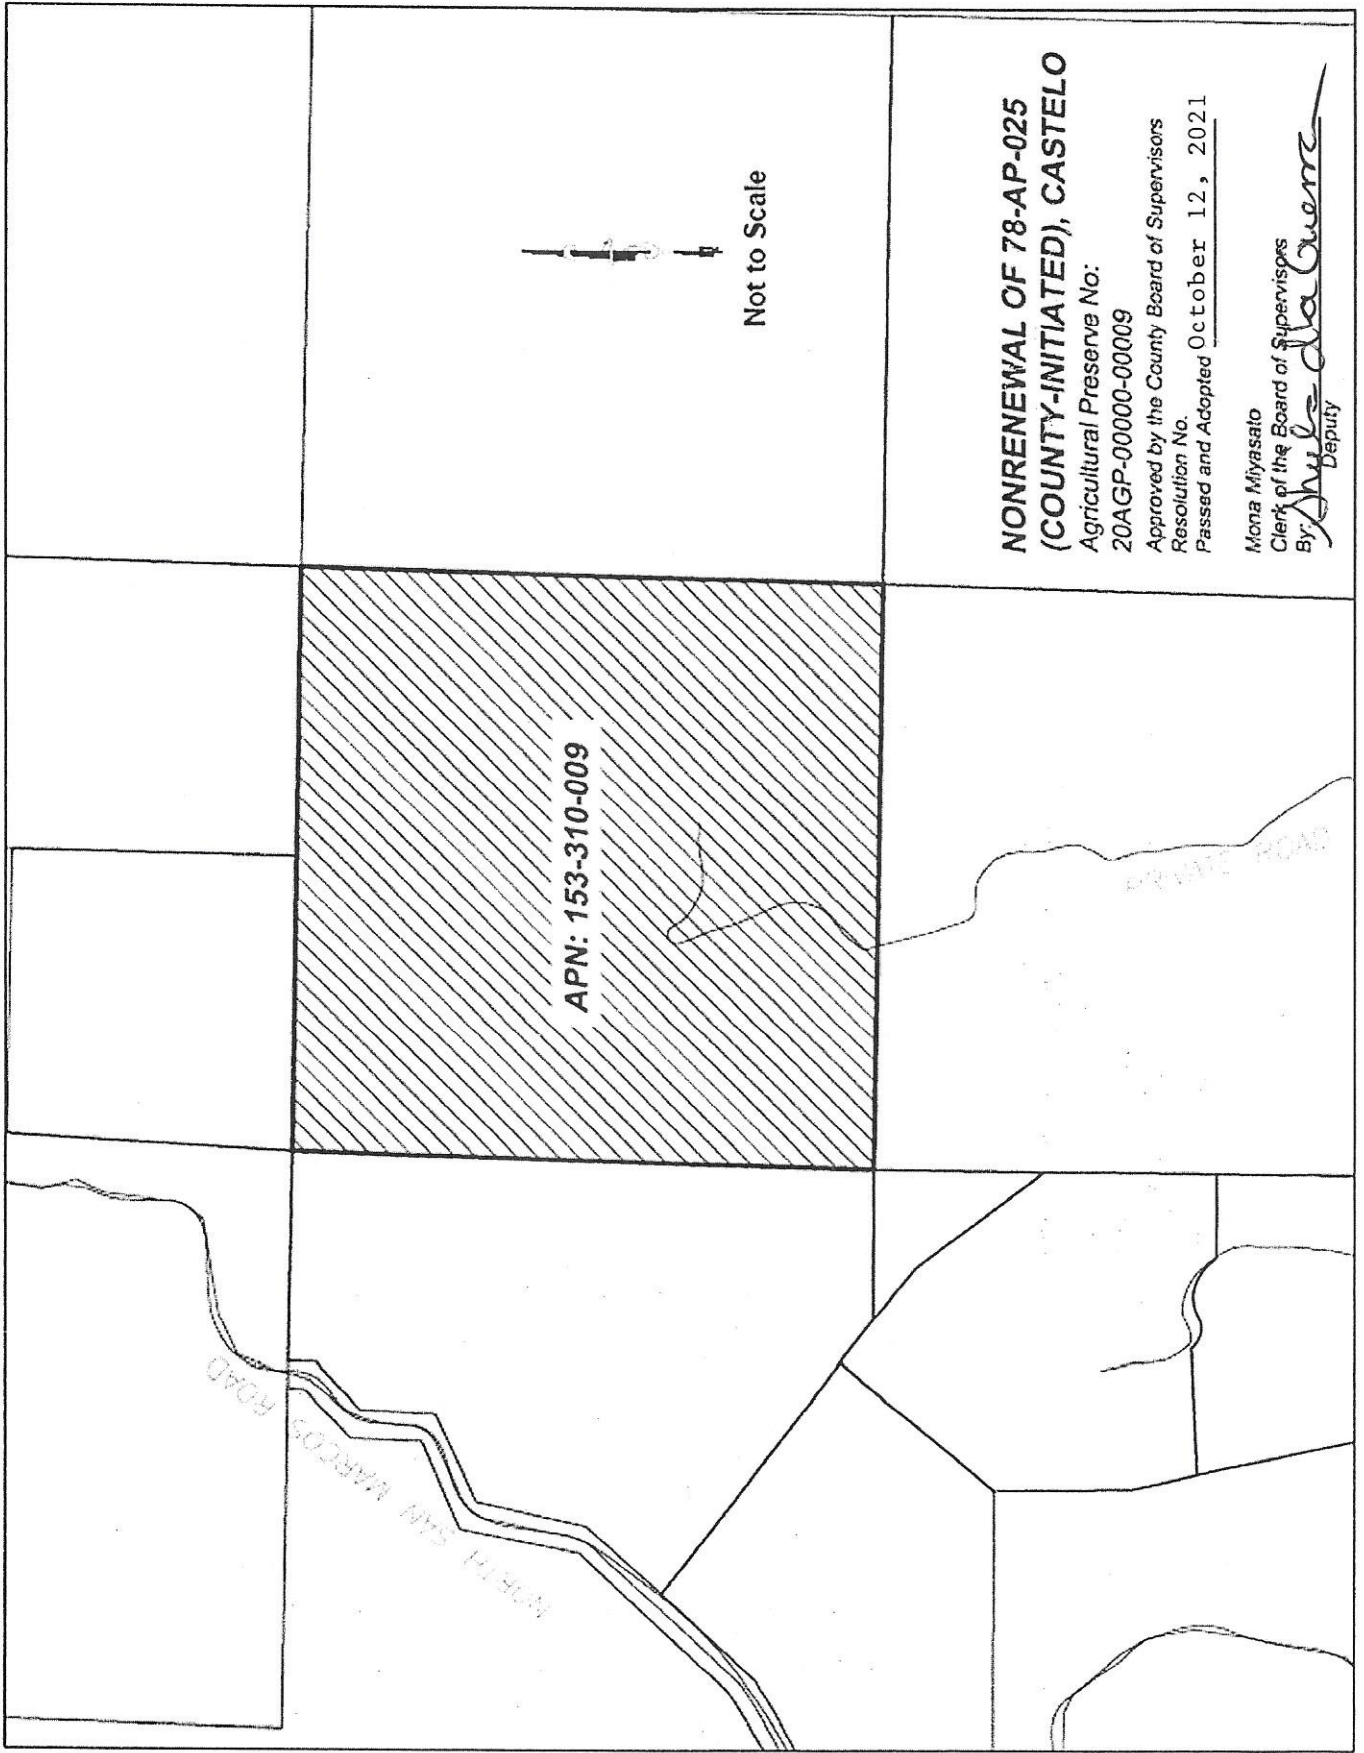 NORTH SAN MARCOS ROAD
APN: 153-310-009
PRIVATE ROAD
Not to Scale
NONRENEWAL OF 78-AP-025
(COUNTY-INITIATED), CASTELO
Agricultural Preserve No:
20AGP-00000-00009
Approved by the County Board of Supervisors
Resolution No.
Passed and Adopted October 12, 2021
Mona Miyasato
Clerk of the Board of Supervisors
By:
Deputy